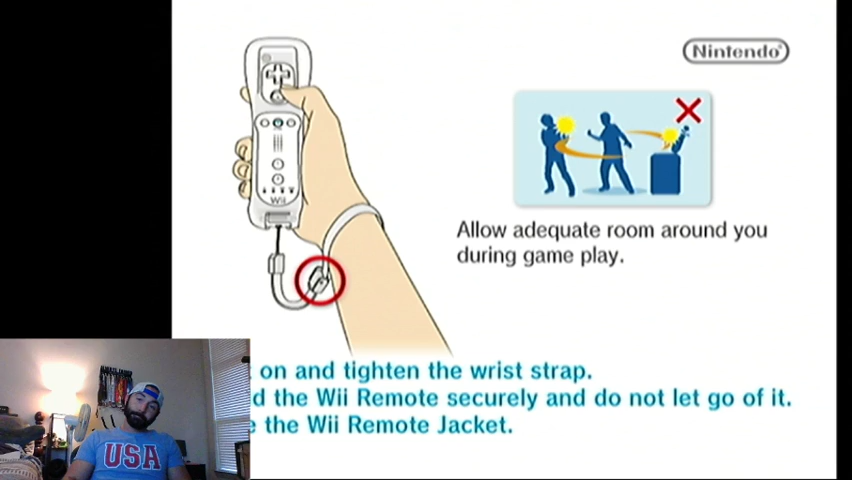 Nintendo
Wii
Allow adequate room around you
during game play.
on and tighten the wrist strap.
d the Wii Remote securely and do not let go of it.
e the Wii Remote Jacket.
USA